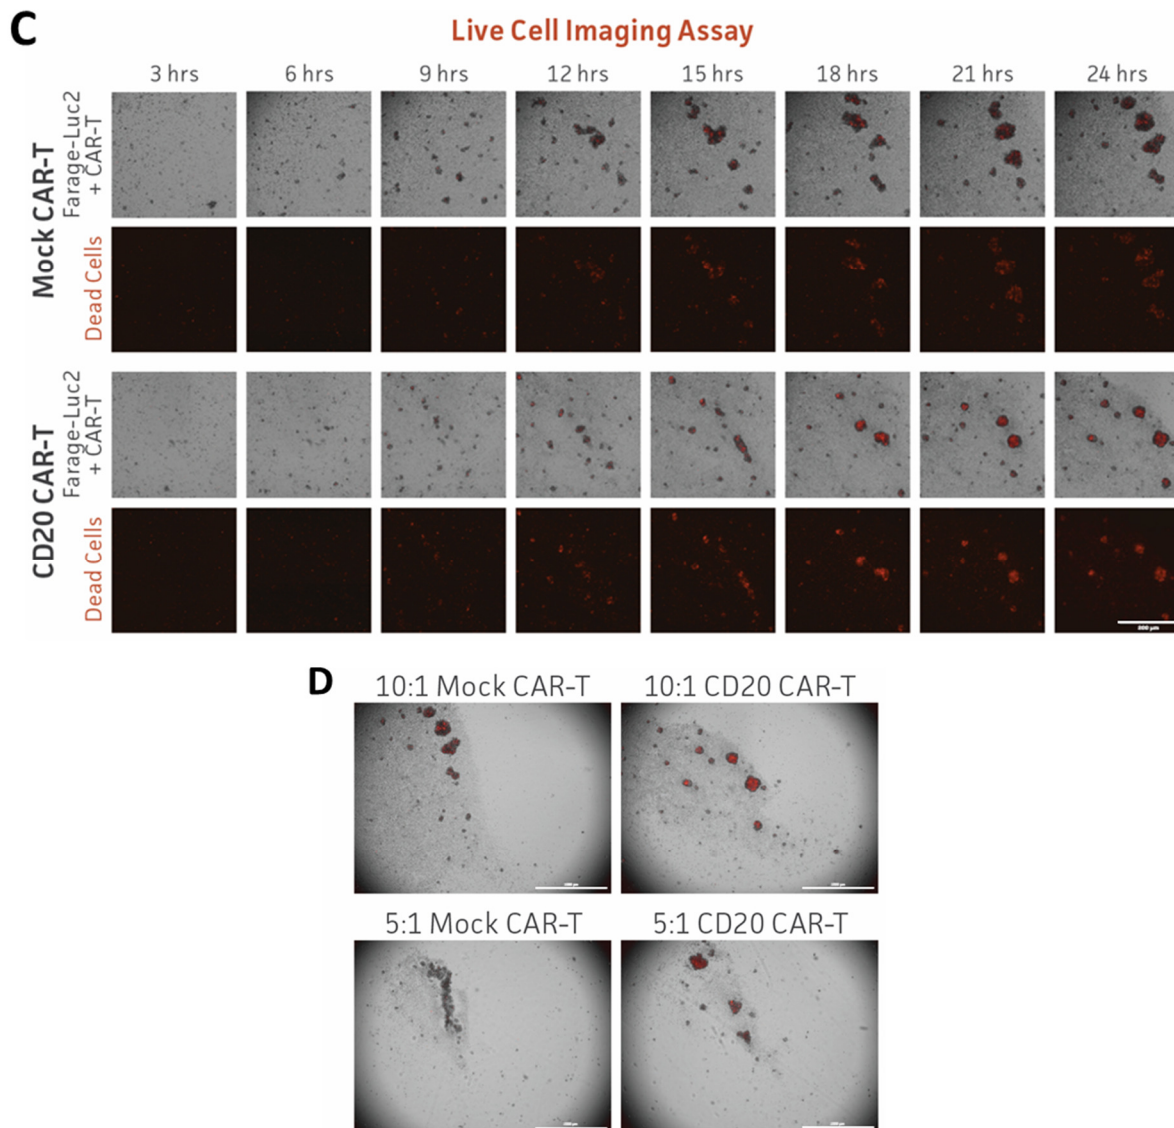 C
Live Cell Imaging Assay
3 hrs 6 hrs 9 hrs 12 hrs 15 hrs 18 hrs 21 hrs 24 hrs
Mock CAR-T
Farage-Luc2
+ CAR-T
Dead Cells
CD20 CAR-T
Farage-Luc2
+ CAR-T
Dead Cells
200 µm
D
10:1 Mock CAR-T 10:1 CD20 CAR-T
5:1 Mock CAR-T 5:1 CD20 CAR-T